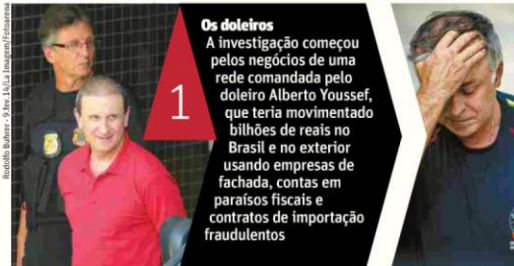 Rodolfo Buhrer - 9.fev.14/La Imagem/Fotoarena
1
Os doleiros
A investigação começou
pelos negócios de uma
rede comandada pelo
doleiro Alberto Youssef,
que teria movimentado
bilhões de reais no
Brasil e no exterior
usando empresas de
fachada, contas em
paraísos fiscais e
contratos de importação
fraudulentos